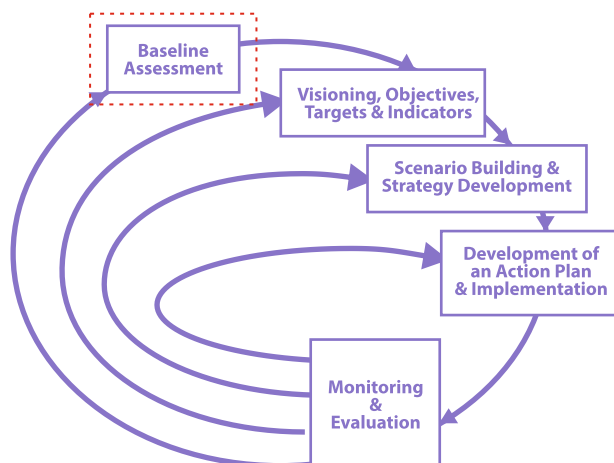 Baseline
Assessment
Visioning, Objectives,
Targets & Indicators
Scenario Building &
Strategy Development
Development of
an Action Plan
& Implementation
Monitoring
&
Evaluation